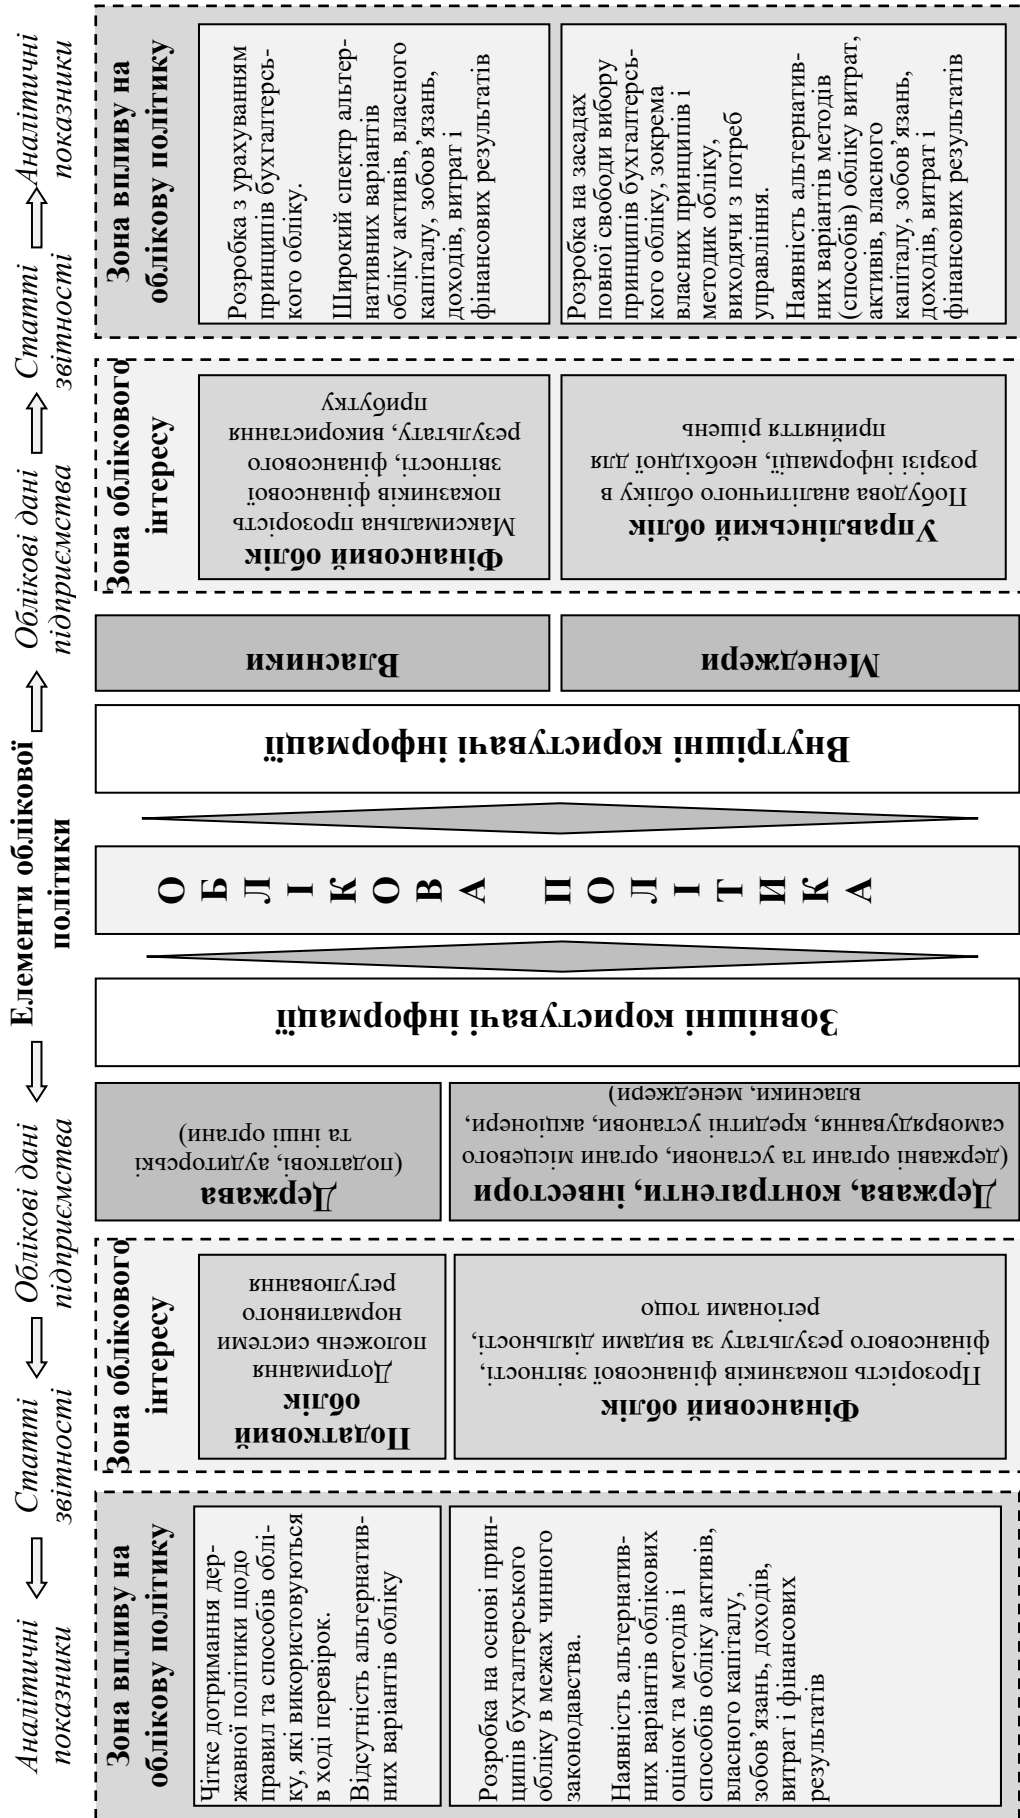 Аналітичні
показники
Статті
звітності
Облікові дані
підприємства
Елементи облікової
політики
Облікові дані
підприємства
Статті
звітності
Аналітичні
показники
Зона впливу на
облікову політику
Чітке дотримання дер-
жавної політики щодо
правил та способів облі-
ку, які використовуються
в ході перевірок.
Відсутність альтернатив-
них варіантів обліку
Розробка на основі прин-
ципів бухгалтерського
обліку в межах чинного
законодавства.
Наявність альтернатив-
них варіантів облікових
оцінок та методів і
способів обліку активів,
власного капіталу,
зобов’язань, доходів,
витрат і фінансових
результатів
Зона облікового
інтересу
Податковий
облік
Дотримання
положень системи
нормативного
регулювання
Фінансовий облік
Прозорість показників фінансової звітності,
фінансового результату за видами діяльності,
регіонами тощо
Держава
(податкові, аудиторські
та інші органи)
Держава, контрагенти, інвестори
(державні органи та установи, органи місцевого
самоврядування, кредитні установи, акціонери,
власники, менеджери)
Зовнішні користувачі інформації
О Б Л І К О В А П О Л І Т И К А
Внутрішні користувачі інформації
Власники
Менеджери
Зона облікового
інтересу
Фінансовий облік
Максимальна прозорість
показників фінансової
звітності, фінансового
результату, використання
прибутку
Управлінський облік
Побудова аналітичного обліку в
розрізі інформації, необхідної для
прийняття рішень
Зона впливу на
облікову політику
Розробка з урахуванням
принципів бухгалтерсь-
кого обліку.
Широкий спектр альтер-
нативних варіантів
обліку активів, власного
капіталу, зобов’язань,
доходів, витрат і
фінансових результатів
Розробка на засадах
повної свободи вибору
принципів бухгалтерсь-
кого обліку, зокрема
власних принципів і
методик обліку,
виходячи з потреб
управління.
Наявність альтернатив-
них варіантів методів
(способів) обліку витрат,
активів, власного
капіталу, зобов’язань,
доходів, витрат і
фінансових результатів